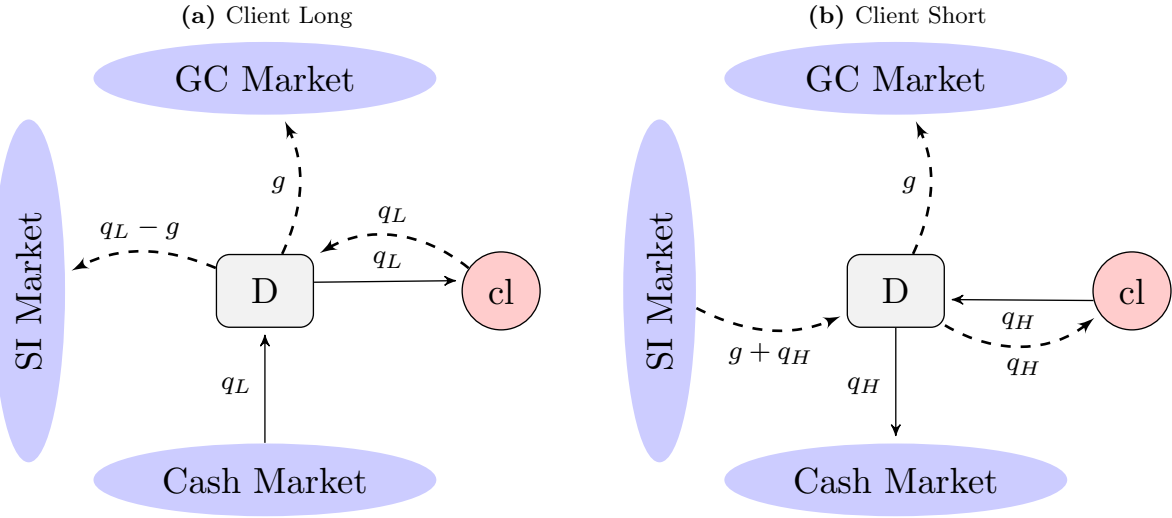 (a) Client Long
GC Market
SI Market
g
q_L − g
q_L
q_L
D
cl
q_L
Cash Market
(b) Client Short
GC Market
SI Market
g
D
cl
q_H
g + q_H
q_H
q_H
Cash Market